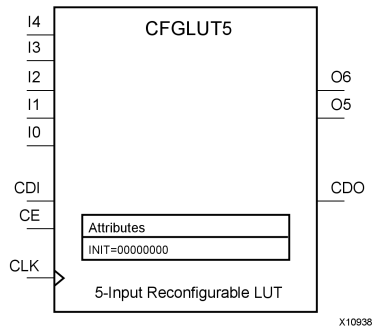 I4
CFGLUT5
I3
I2
O6
I1
O5
I0
CDI
CDO
CE
Attributes
INIT=00000000
CLK
5-Input Reconfigurable LUT
X10938